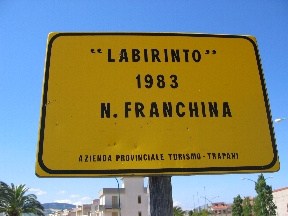 "LABIRINTO"
1983
N. FRANCHINA
AZIENDA PROVINCIALE TURISMO - TRAPANI